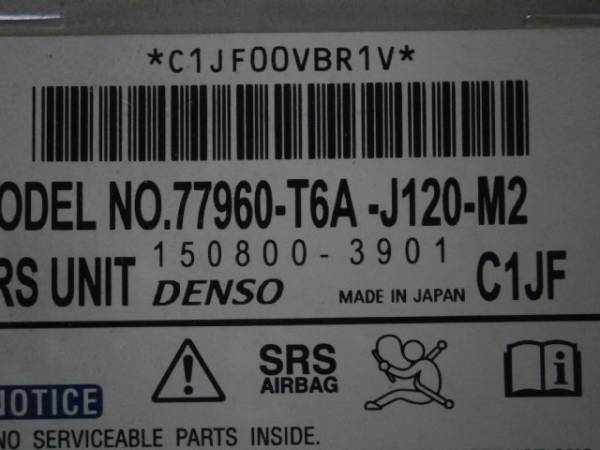 *C1JF00VBR1V*
ODEL NO.77960-T6A -J120-M2
RS UNIT 150800-3901 C1JF
DENSO MADE IN JAPAN
SRS
AIRBAG
NOTICE
NO SERVICEABLE PARTS INSIDE.